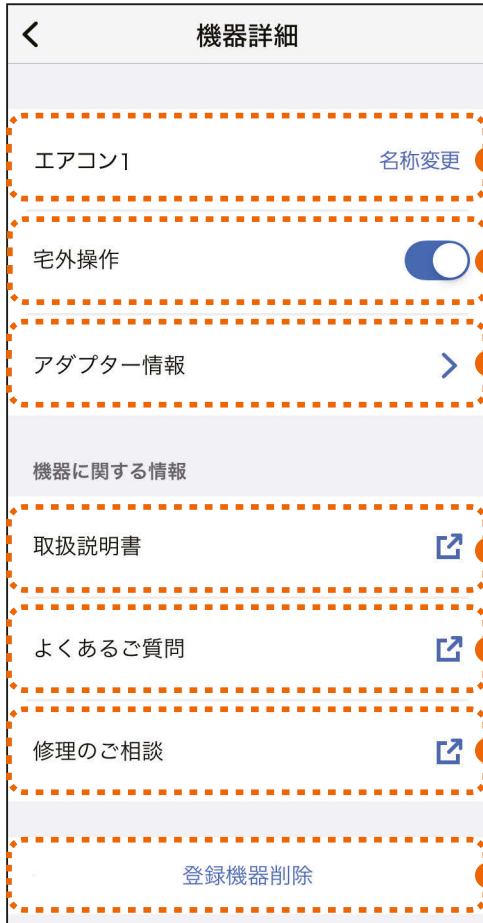 機器詳細
エアコン1 名称変更
宅外操作
アダプター情報
機器に関する情報
取扱説明書
よくあるご質問
修理のご相談
登録機器削除